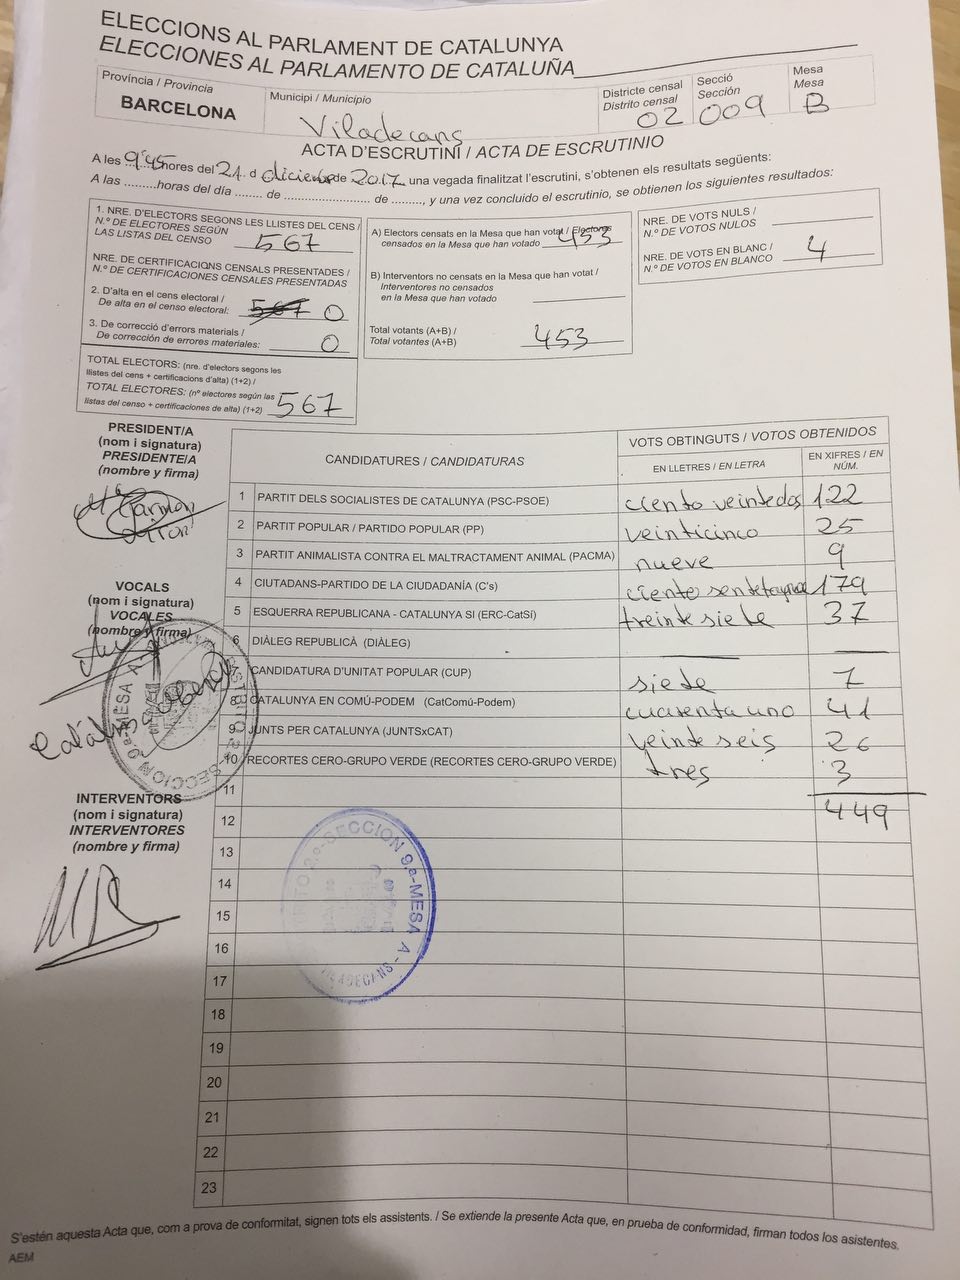 ELECCIONS AL PARLAMENT DE CATALUNYA
ELECCIONES AL PARLAMENTO DE CATALUÑA
Província / Provincia
BARCELONA
Municipi / Municipio
Viladecans
Districte censal
Distrito censal
02
Secció
Sección
009
Mesa
Mesa
B
ACTA D'ESCRUTINI / ACTA DE ESCRUTINIO
A les 9'45 hores del 21 d diciembre de 2017, una vegada finalitzat l'escrutini, s'obtenen els resultats següents:
A las .........horas del día ........ de ........................... de ........., y una vez concluido el escrutinio, se obtienen los siguientes resultados:
1. NRE. D'ELECTORS SEGONS LES LLISTES DEL CENS /
N.º DE ELECTORES SEGÚN
LAS LISTAS DEL CENSO 567
NRE. DE CERTIFICACIONS CENSALS PRESENTADES /
N.º DE CERTIFICACIONES CENSALES PRESENTADAS
2. D'alta en el cens electoral /
De alta en el censo electoral: 567 0
3. De correcció d'errors materials /
De corrección de errores materiales: 0
TOTAL ELECTORS: (nre. d'electors segons les
llistes del cens + certificacions d'alta) (1+2) /
TOTAL ELECTORES: (nº electores según las
listas del censo + certificaciones de alta) (1+2) 567
A) Electors censats en la Mesa que han votat / Electores
censados en la Mesa que han votado 453
B) Interventors no censats en la Mesa que han votat /
Interventores no censados
en la Mesa que han votado
Total votants (A+B) /
Total votantes (A+B) 453
NRE. DE VOTS NULS /
N.º DE VOTOS NULOS
NRE. DE VOTS EN BLANC /
N.º DE VOTOS EN BLANCO 4
PRESIDENT/A
(nom i signatura)
PRESIDENTE/A
(nombre y firma)
Mª Carmen
VOCALS
(nom i signatura)
VOCALES
(nombre y firma)
INTERVENTORS
(nom i signatura)
INTERVENTORES
(nombre y firma)
CANDIDATURES / CANDIDATURAS
VOTS OBTINGUTS / VOTOS OBTENIDOS
EN LLETRES / EN LETRA
EN XIFRES / EN NÚM.
1 PARTIT DELS SOCIALISTES DE CATALUNYA (PSC-PSOE) ciento veintedos 122
2 PARTIT POPULAR / PARTIDO POPULAR (PP) veinticinco 25
3 PARTIT ANIMALISTA CONTRA EL MALTRACTAMENT ANIMAL (PACMA) nueve 9
4 CIUTADANS-PARTIDO DE LA CIUDADANÍA (C's) ciento 179
5 ESQUERRA REPUBLICANA - CATALUNYA SI (ERC-CatSí) treinte siete 37
6 DIÀLEG REPUBLICÀ (DIÀLEG)
7 CANDIDATURA D'UNITAT POPULAR (CUP) siete 7
8 CATALUNYA EN COMÚ-PODEM (CatComú-Podem) cuarenta uno 41
9 JUNTS PER CATALUNYA (JUNTSxCAT) veinte seis 26
10 RECORTES CERO-GRUPO VERDE (RECORTES CERO-GRUPO VERDE) tres 3
11
12 449
13
14
15
16
17
18
19
20
21
22
23
SECCION 9.ª-MESA A
2.º-SECCION 9.ª-MESA A - VILADECANS
S'estén aquesta Acta que, com a prova de conformitat, signen tots els assistents. / Se extiende la presente Acta que, en prueba de conformidad, firman todos los asistentes.
AEM